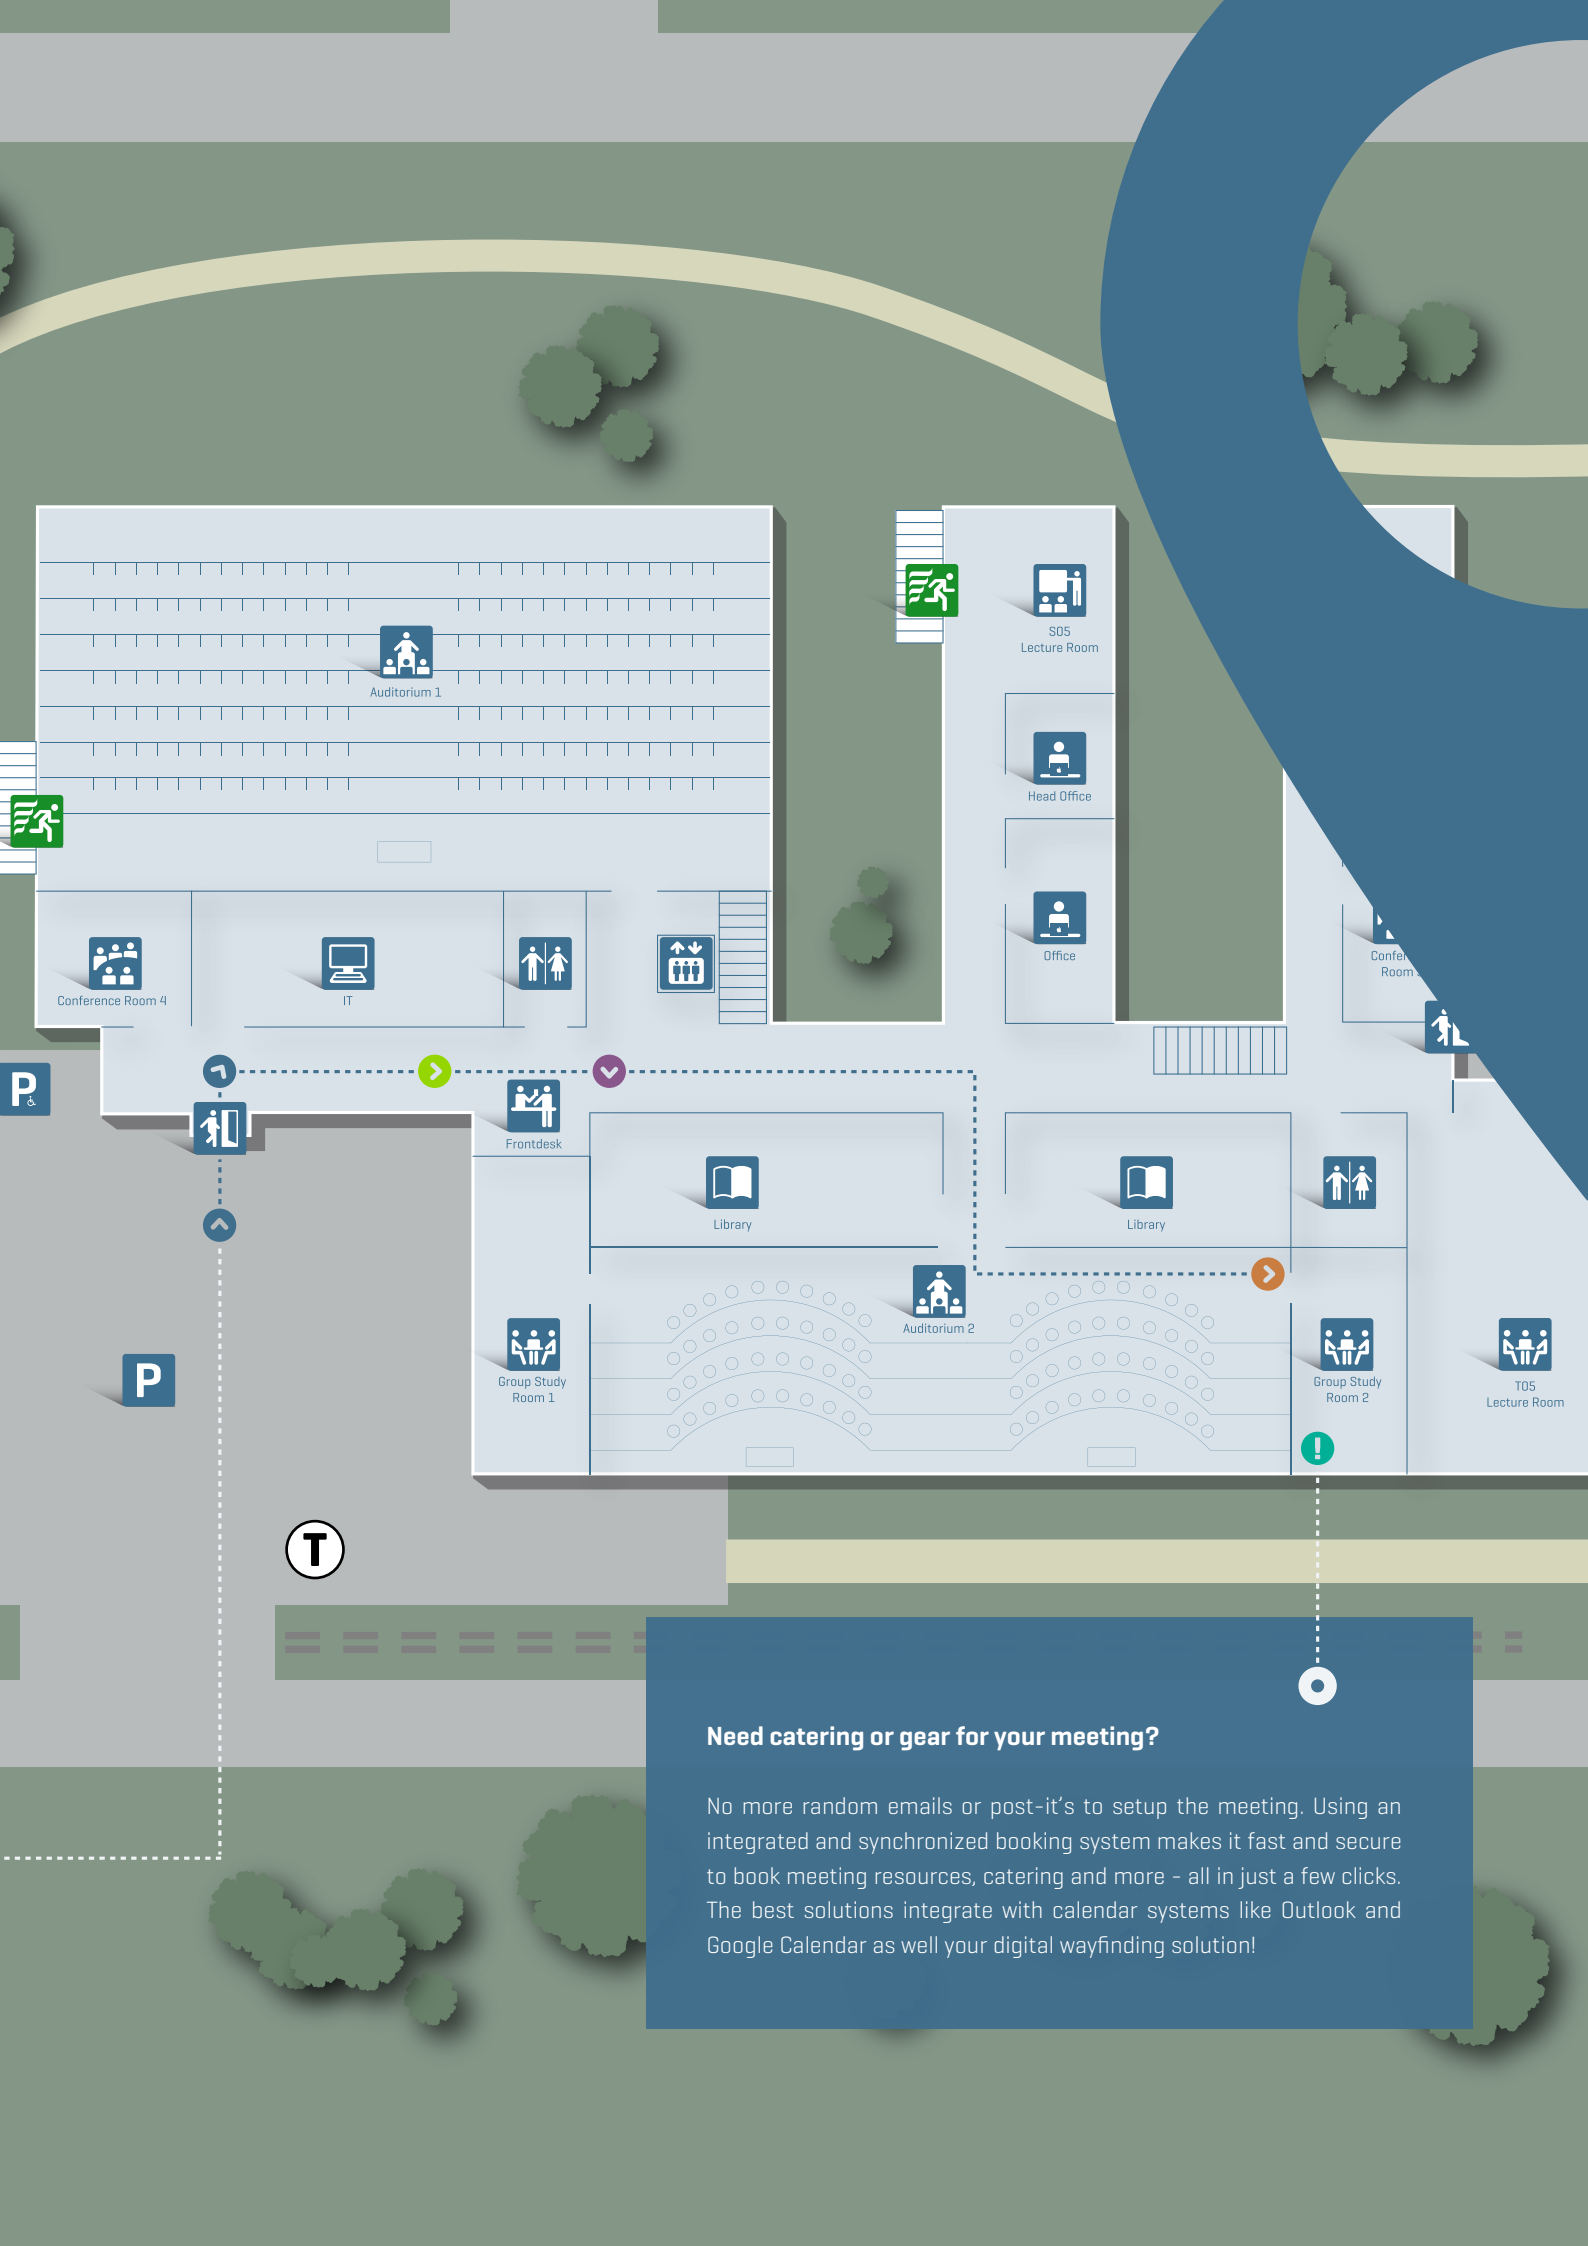 S05
Lecture Room
Auditorium 1
Head Office
Office
Conference Room 4
IT
Room
P
Frontdesk
Library
Library
Auditorium 2
Group Study
Room 1
Group Study
Room 2
T05
Lecture Room
P
!
T
Need catering or gear for your meeting?
No more random emails or post-it's to setup the meeting. Using an
integrated and synchronized booking system makes it fast and secure
to book meeting resources, catering and more - all in just a few clicks.
The best solutions integrate with calendar systems like Outlook and
Google Calendar as well your digital wayfinding solution!